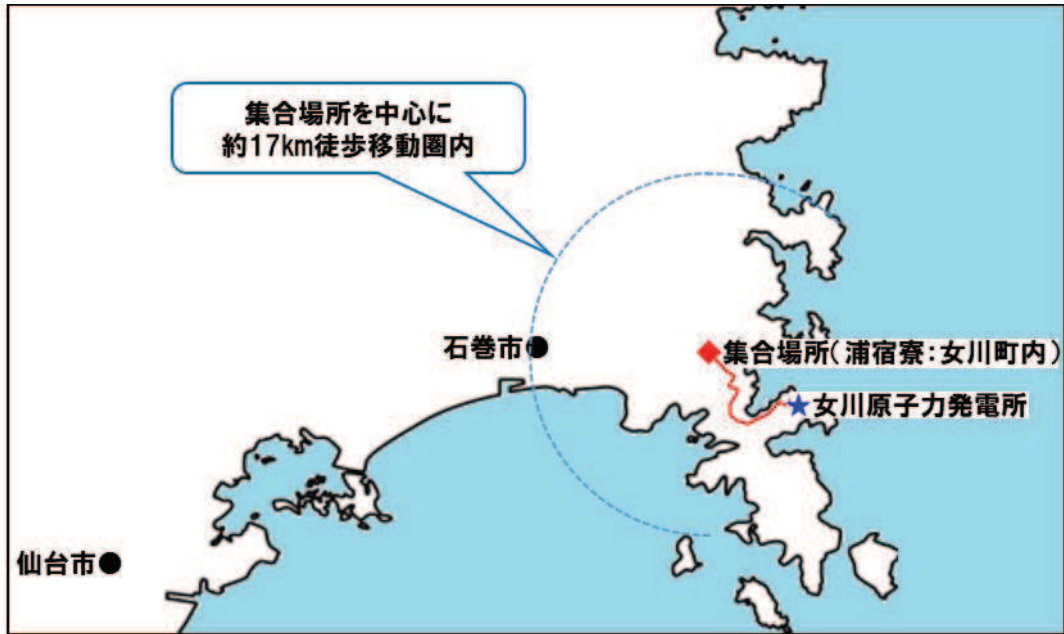 集合場所を中心に
約17km徒歩移動圏内
石巻市
集合場所(浦宿寮:女川町内)
女川原子力発電所
仙台市